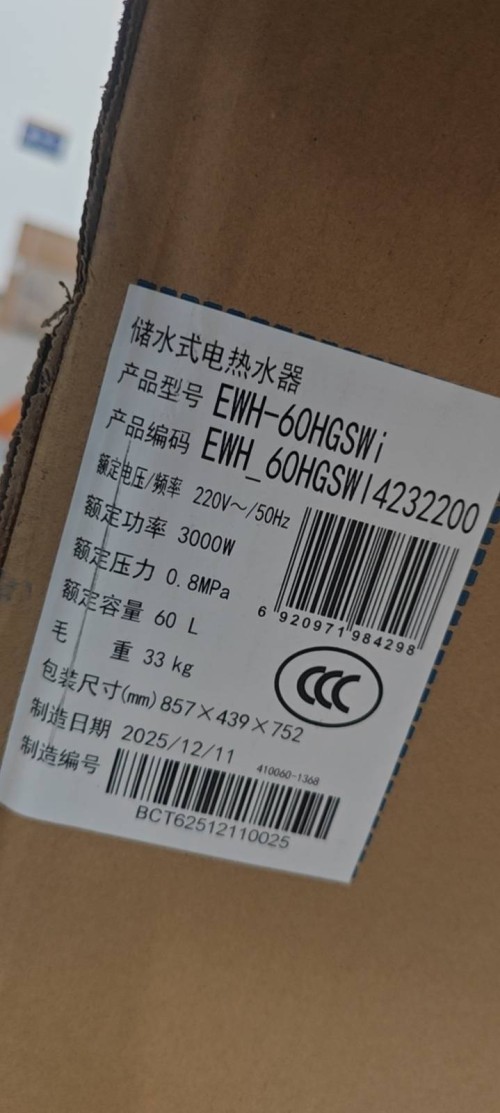 储水式电热水器
产品型号 EWH-60HGSWi
产品编码 EWH_60HGSWI4232200
额定电压/频率 220V～/50Hz
额定功率 3000W
额定压力 0.8MPa
额定容量 60 L
毛 重 33 kg
6 920971 984298
CCC
包装尺寸(mm) 857×439×752
制造日期 2025/12/11
410060-1368
制造编号
BCT62512110025